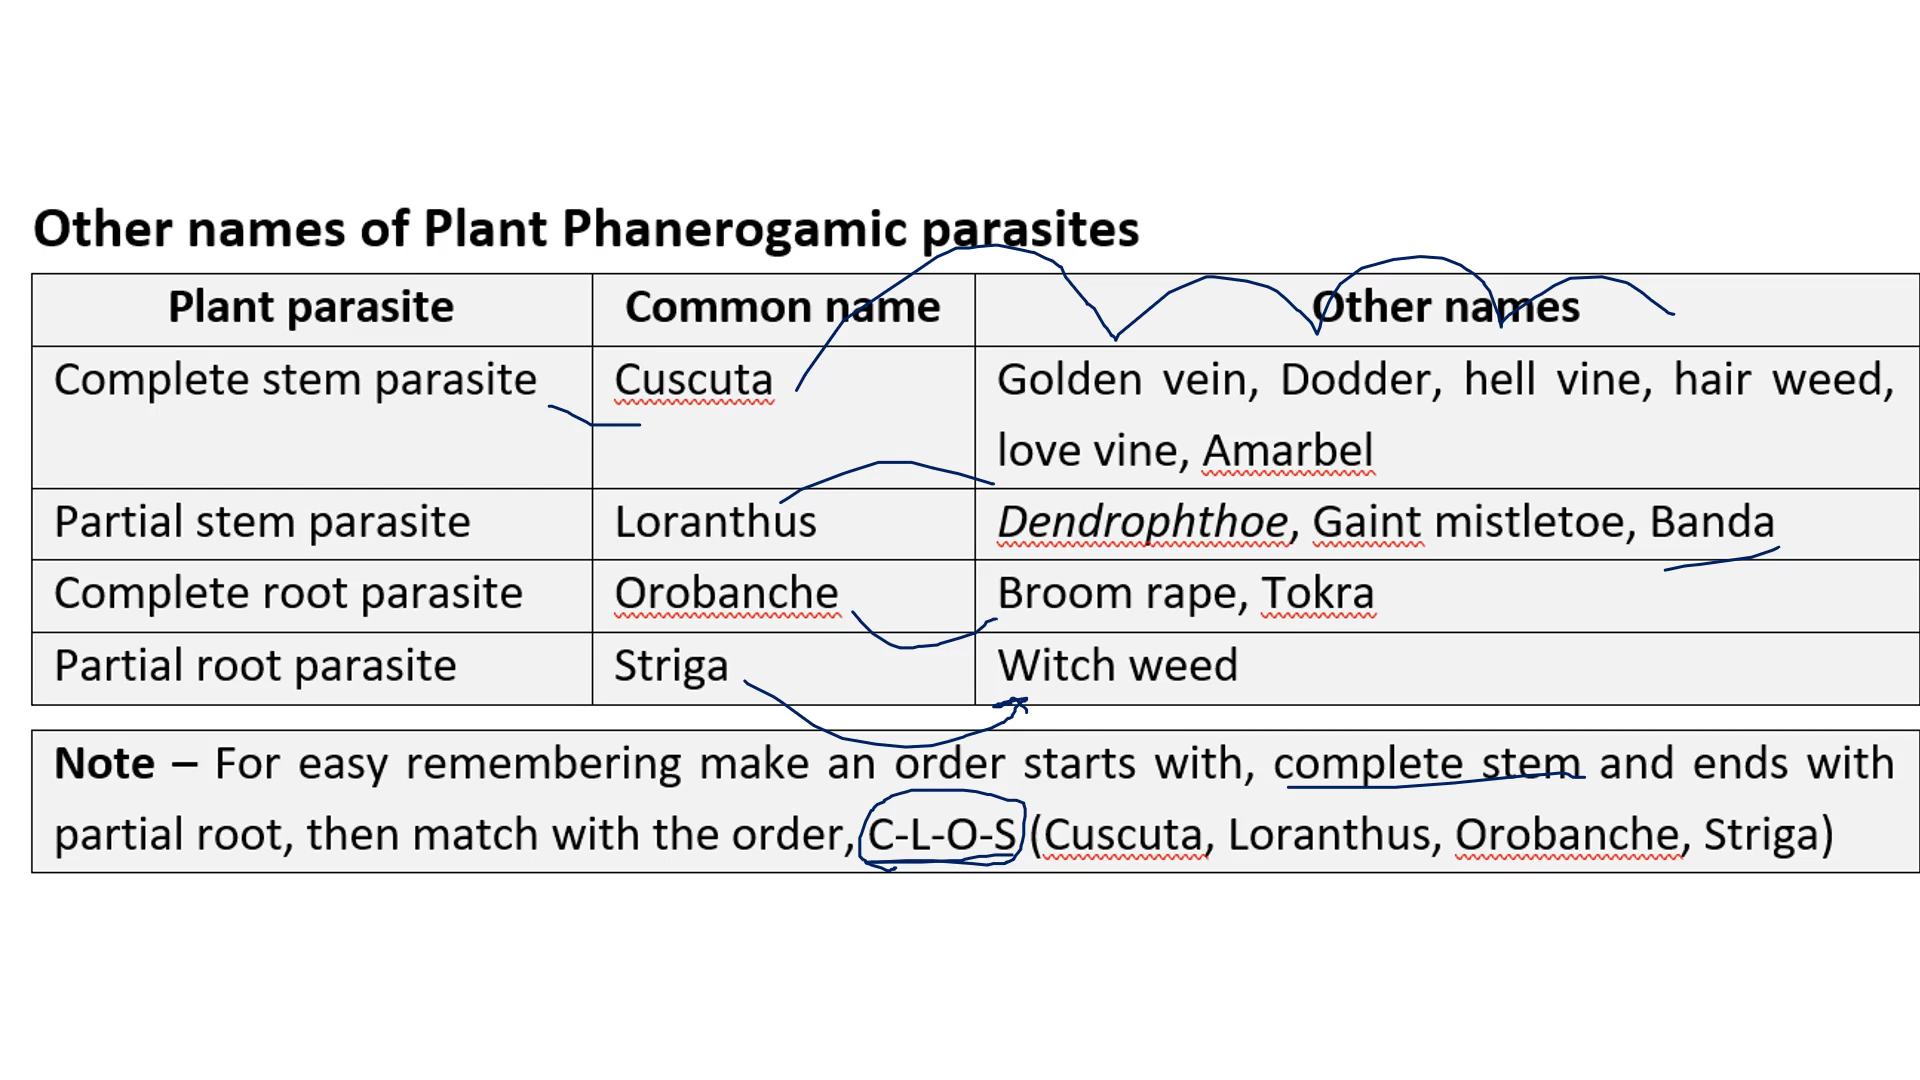 Other names of Plant Phanerogamic parasites
Plant parasite Common name Other names
Complete stem parasite Cuscuta Golden vein, Dodder, hell vine, hair weed,
love vine, Amarbel
Partial stem parasite Loranthus Dendrophthoe, Gaint mistletoe, Banda
Complete root parasite Orobanche Broom rape, Tokra
Partial root parasite Striga Witch weed
Note – For easy remembering make an order starts with, complete stem and ends with
partial root, then match with the order, C-L-O-S (Cuscuta, Loranthus, Orobanche, Striga)